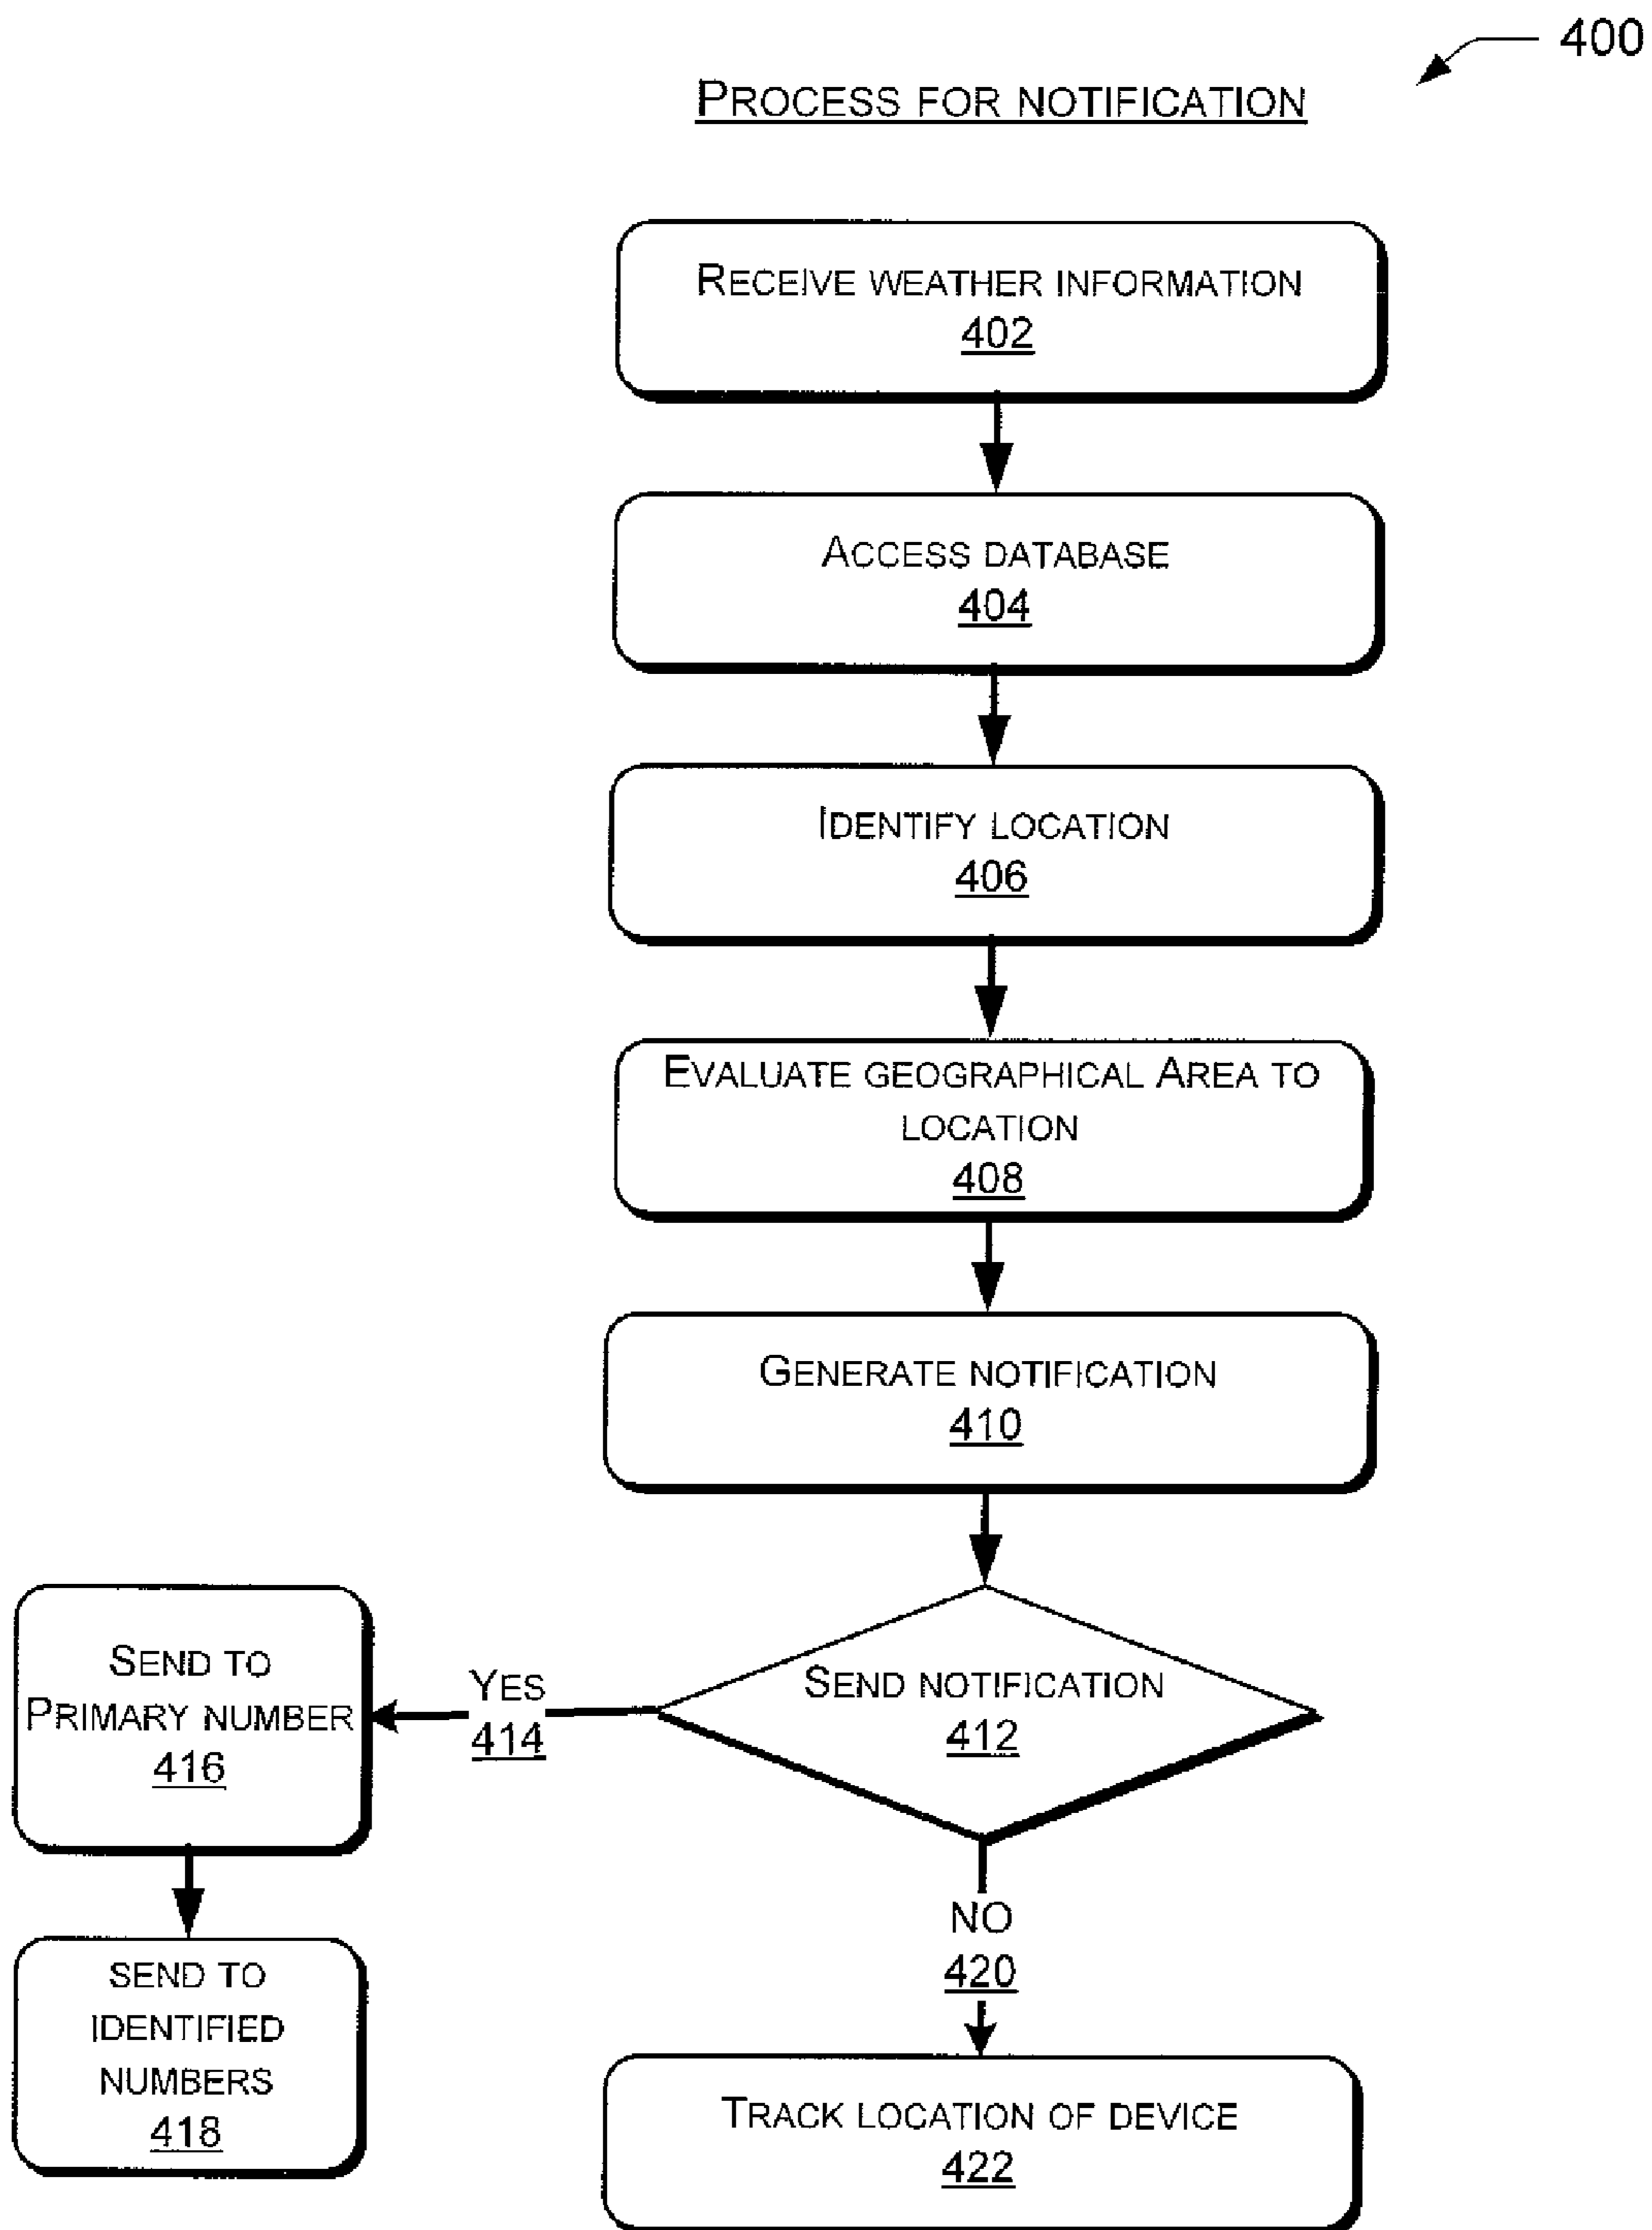 400
PROCESS FOR NOTIFICATION
RECEIVE WEATHER INFORMATION
402
ACCESS DATABASE
404
IDENTIFY LOCATION
406
EVALUATE GEOGRAPHICAL AREA TO
LOCATION
408
GENERATE NOTIFICATION
410
SEND NOTIFICATION
412
YES
414
SEND TO
PRIMARY NUMBER
416
SEND TO
IDENTIFIED
NUMBERS
418
NO
420
TRACK LOCATION OF DEVICE
422